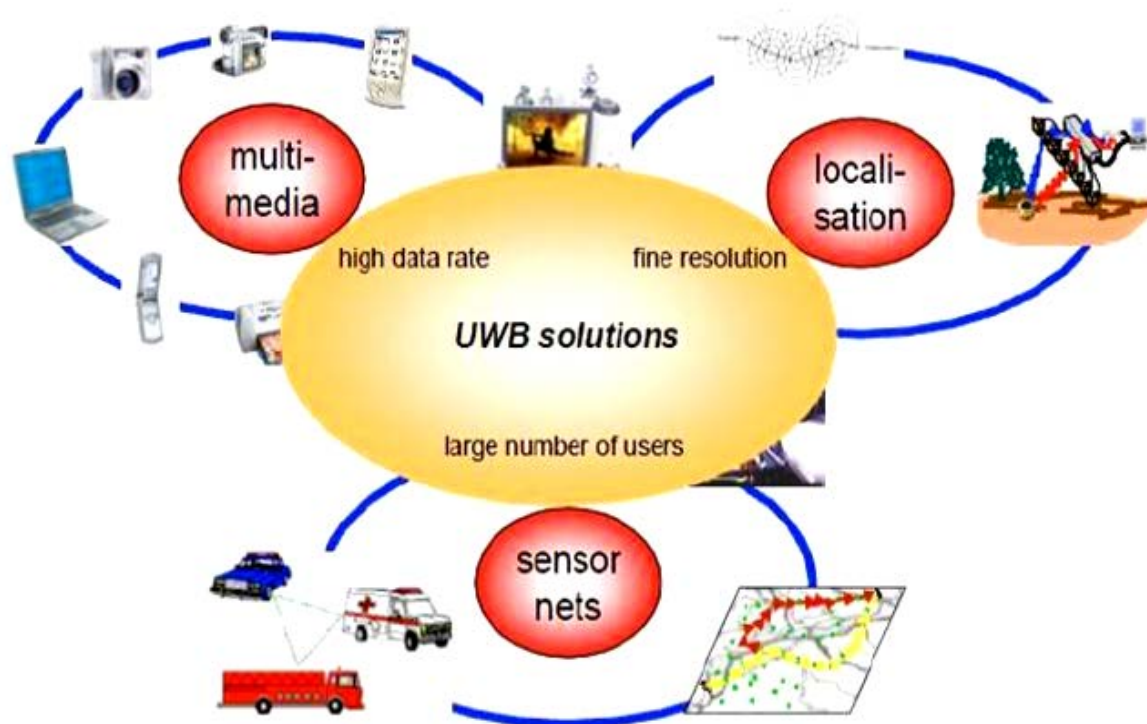 multi-
media
locali-
sation
high data rate
fine resolution
UWB solutions
large number of users
sensor
nets